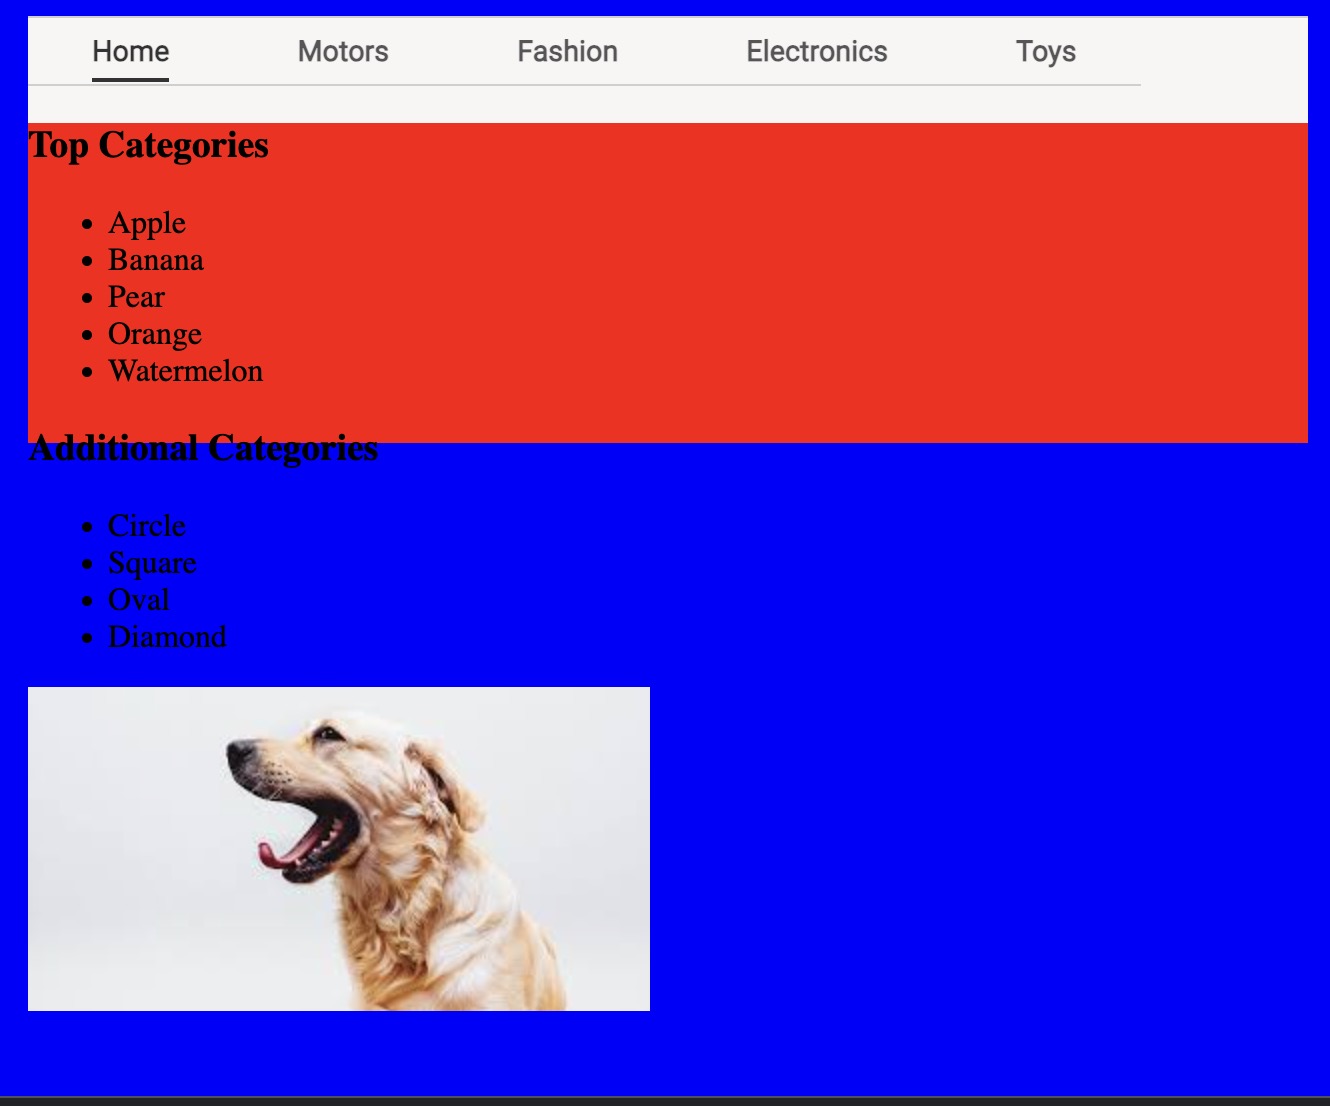 Home Motors Fashion Electronics Toys
Top Categories
Apple
Banana
Pear
Orange
Watermelon
Additional Categories
Circle
Square
Oval
Diamond